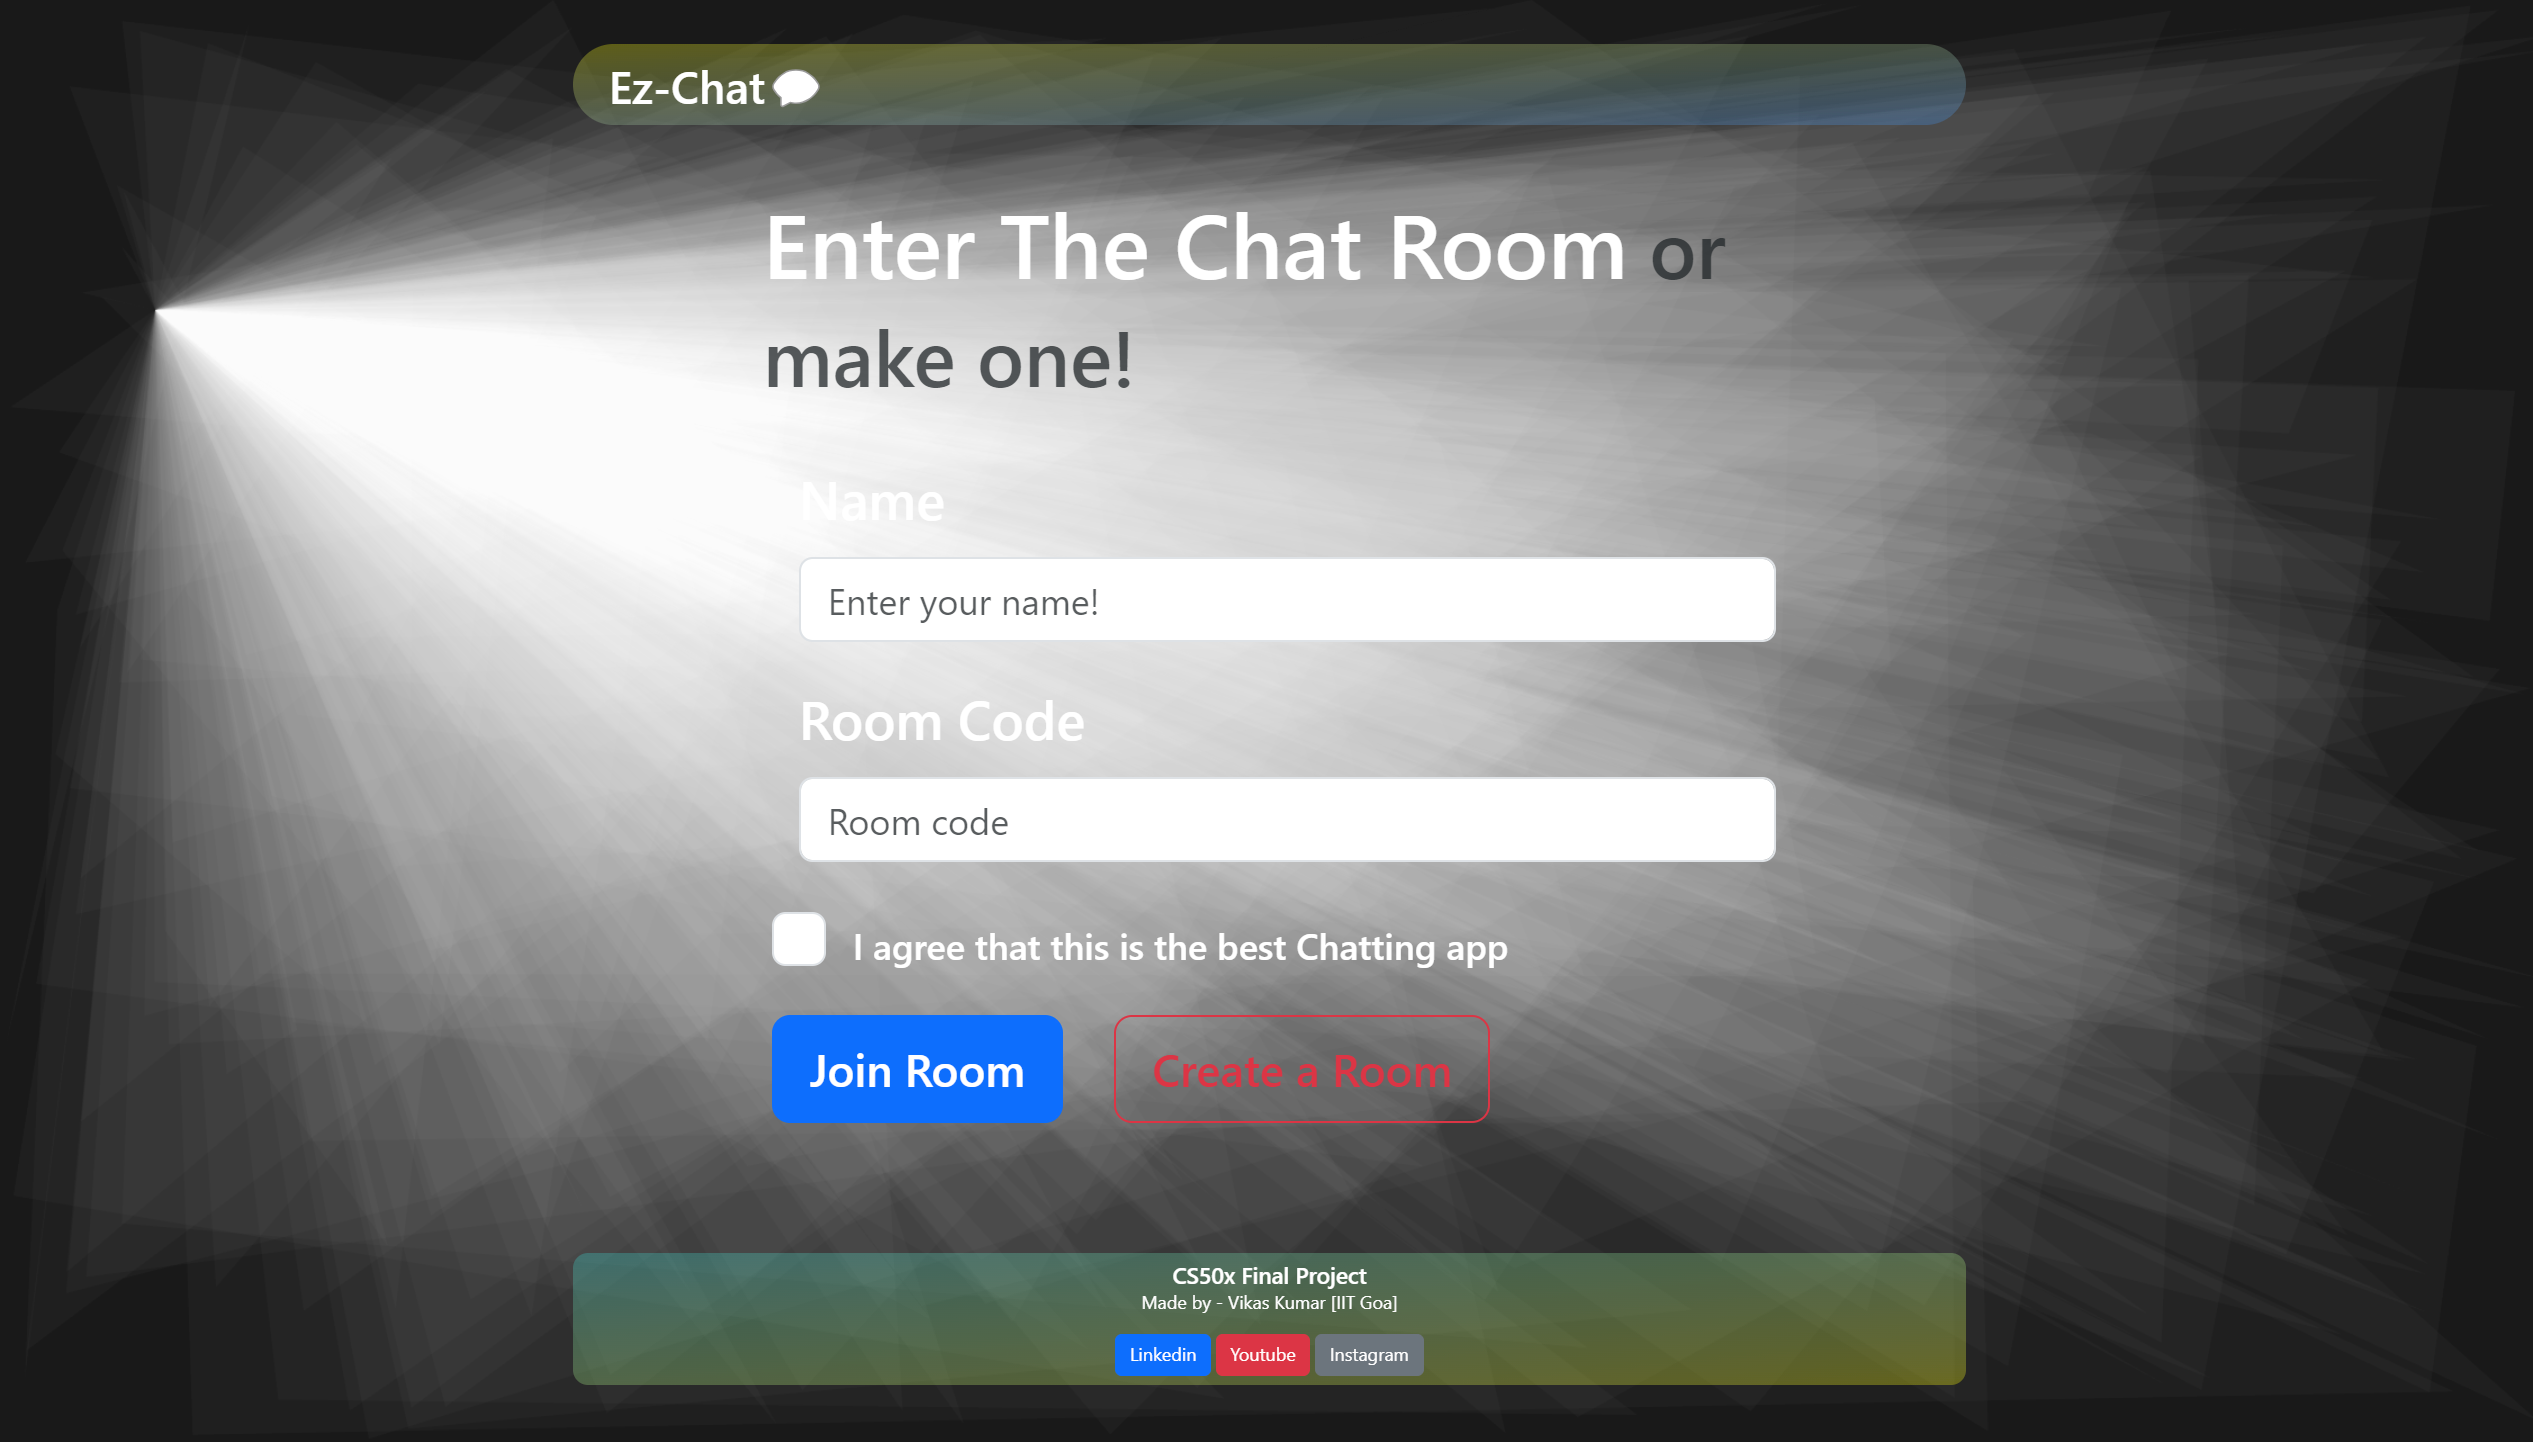 Ez-Chat
Enter The Chat Room or
make one!
Name
Enter your name!
Room Code
Room code
I agree that this is the best Chatting app
Join Room
Create a Room
CS50x Final Project
Made by - Vikas Kumar [IIT Goa]
Linkedin Youtube Instagram